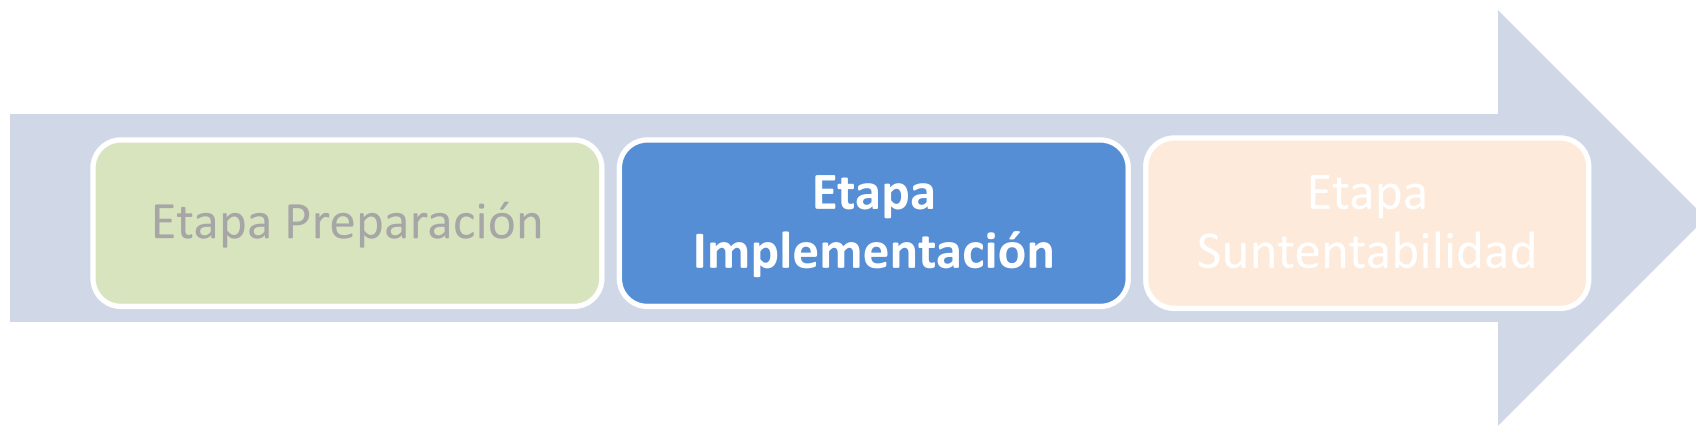 Etapa Preparación
Etapa
Implementación
Etapa
Suntentabilidad